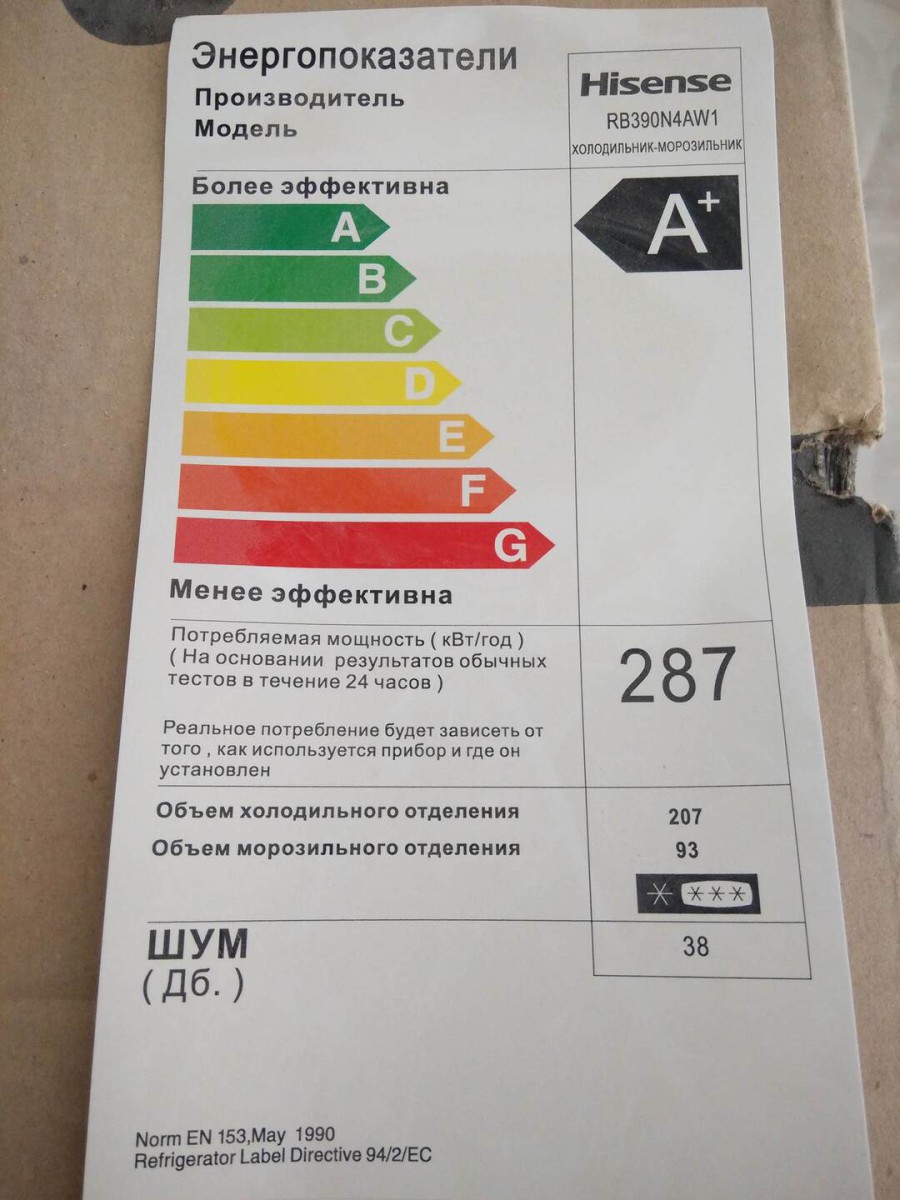 Энергопоказатели
Hisense
Производитель
RB390N4AW1
Модель
ХОЛОДИЛЬНИК-МОРОЗИЛЬНИК
Более эффективна
A
A+
B
C
D
E
F
G
Менее эффективна
Потребляемая мощность ( кВт/год )
( На основании результатов обычных
тестов в течение 24 часов )
287
Реальное потребление будет зависеть от
того , как используется прибор и где он
установлен
Объем холодильного отделения 207
Объем морозильного отделения 93
ШУМ 38
( Дб. )
Norm EN 153,May 1990
Refrigerator Label Directive 94/2/EC